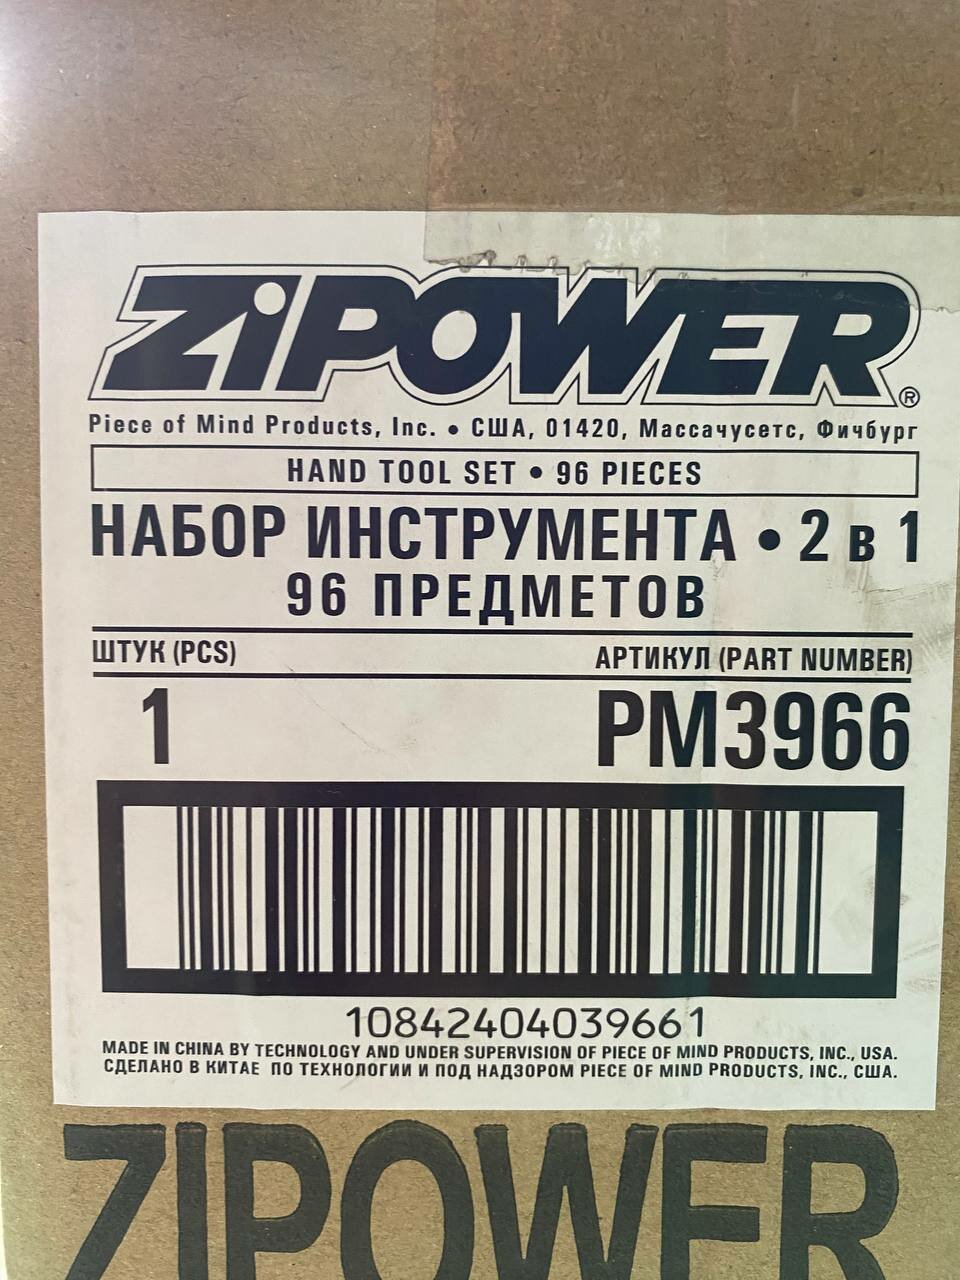 ZiPOWER®
Piece of Mind Products, Inc. • США, 01420, Массачусетс, Фичбург
HAND TOOL SET • 96 PIECES
НАБОР ИНСТРУМЕНТА • 2 в 1
96 ПРЕДМЕТОВ
ШТУК (PCS) АРТИКУЛ (PART NUMBER)
1 PM3966
10842404039661
MADE IN CHINA BY TECHNOLOGY AND UNDER SUPERVISION OF PIECE OF MIND PRODUCTS, INC., USA.
СДЕЛАНО В КИТАЕ ПО ТЕХНОЛОГИИ И ПОД НАДЗОРОМ PIECE OF MIND PRODUCTS, INC., США.
ZIPOWER